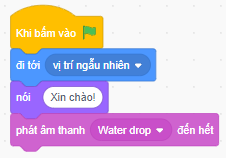 Khi bấm vào
đi tới vị trí ngẫu nhiên
nói Xin chào!
phát âm thanh Water drop đến hết